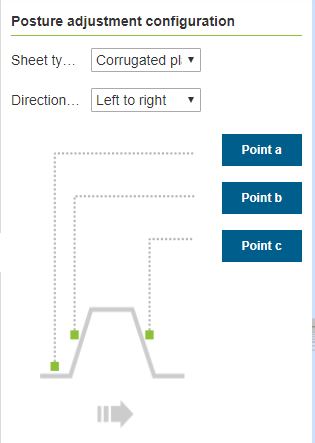 Posture adjustment configuration
Sheet ty...
Corrugated pl
Direction...
Left to right
Point a
Point b
Point c